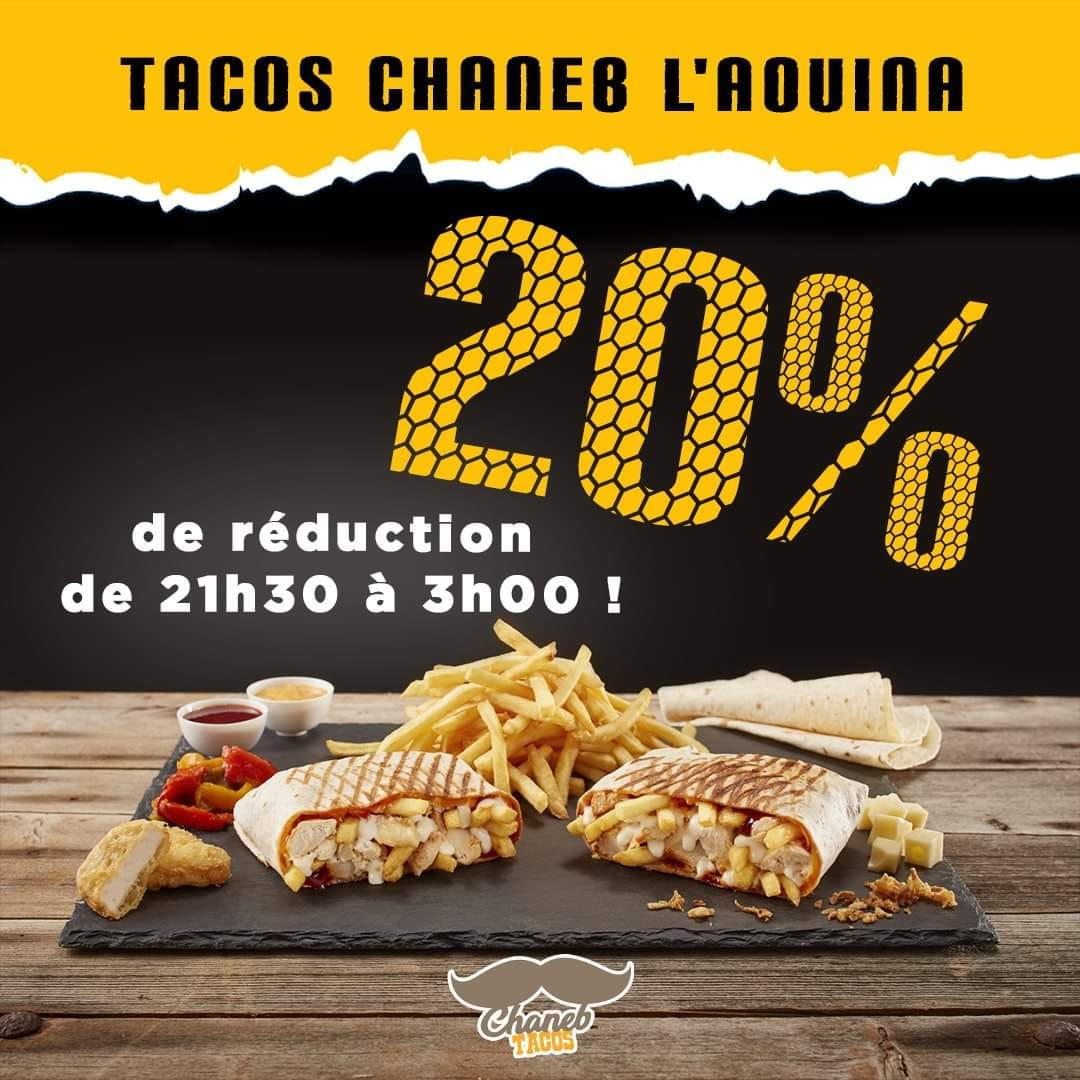 TACOS CHANEB L'AOUINA
20%
de réduction
de 21h30 à 3h00 !
Chaneb
TACOS